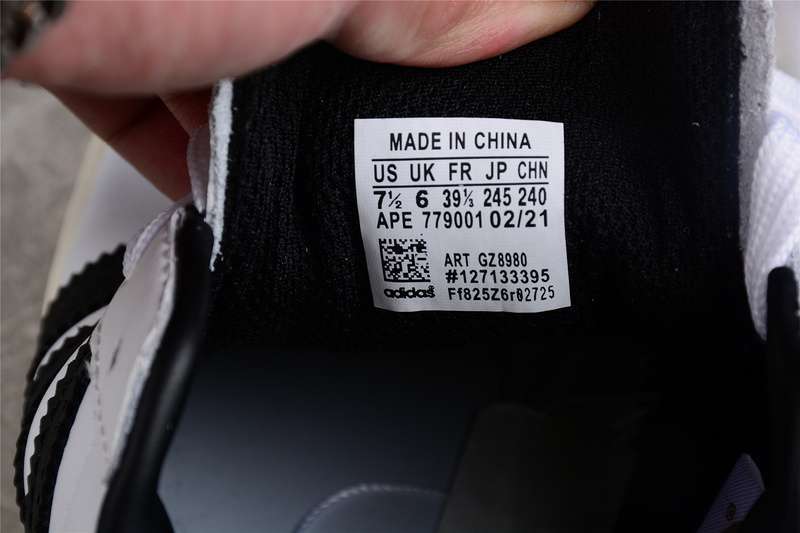 MADE IN CHINA
US UK FR JP CHN
7½ 6 39⅓ 245 240
APE 779001 02/21
ART GZ8980
#127133395
adidas Ff825Z6r02725